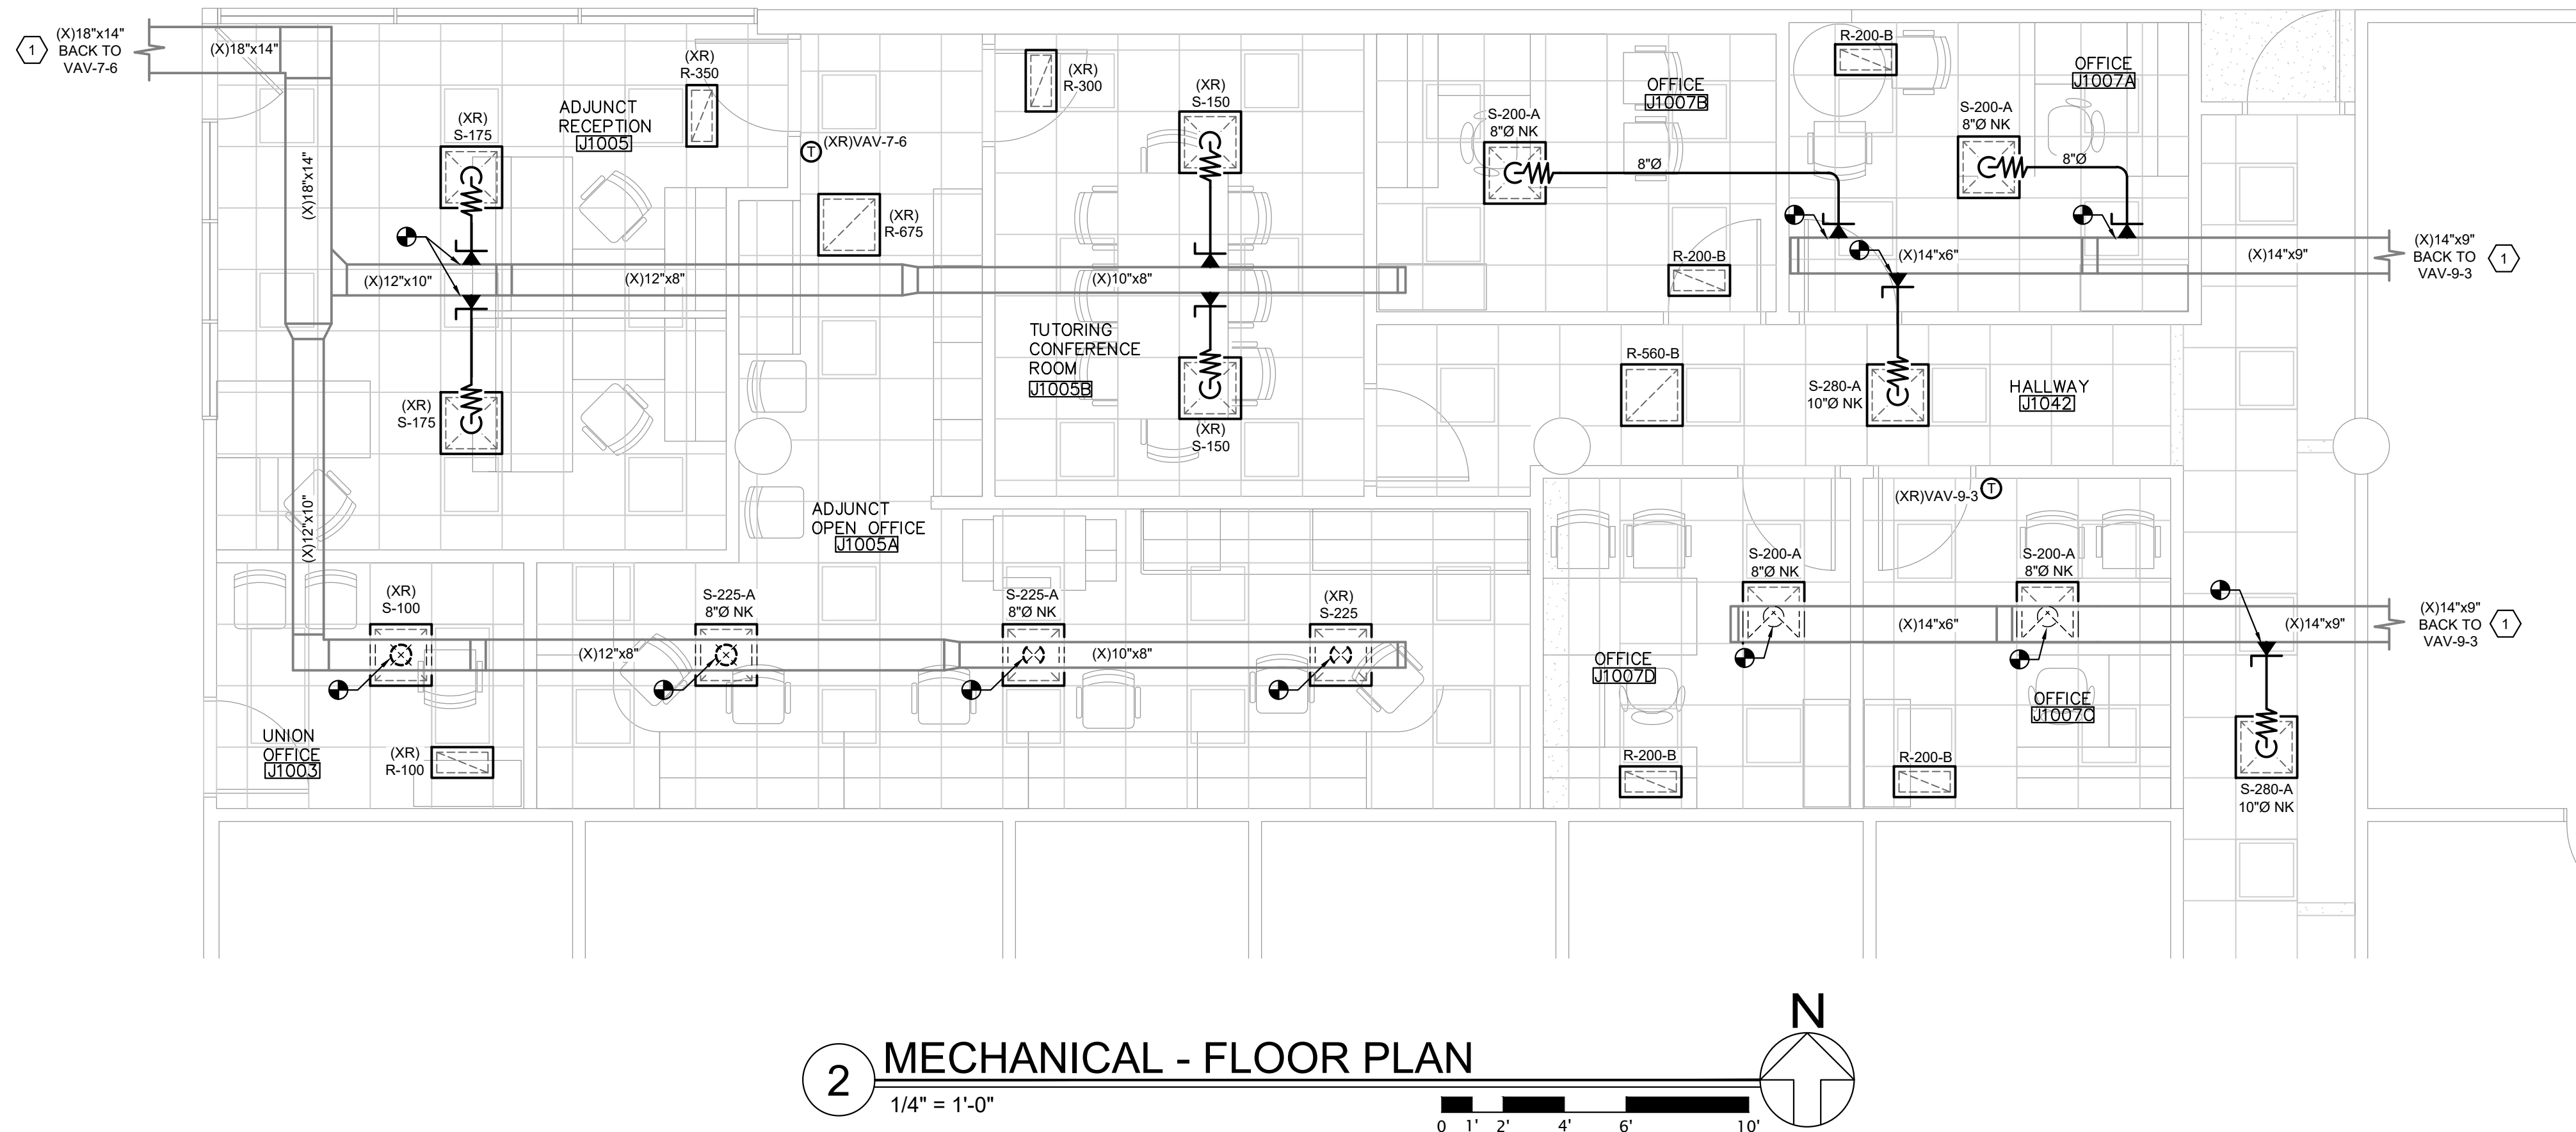 1
(X)18"x14"
BACK TO
VAV-7-6
(X)18"x14"
(X)18"x14"
(XR)
S-175
ADJUNCT
RECEPTION
J1005
(XR)
R-350
(XR)VAV-7-6
T
(XR)
R-675
(XR)
R-300
(XR)
S-150
S-200-A
8"Ø NK
8"Ø
OFFICE
J1007B
R-200-B
R-200-B
S-200-A
8"Ø NK
8"Ø
OFFICE
J1007A
(X)12"x10"
(X)12"x8"
(X)10"x8"
(X)14"x6"
(X)14"x9"
(X)14"x9"
BACK TO
VAV-9-3
1
(XR)
S-175
TUTORING
CONFERENCE
ROOM
J1005B
(XR)
S-150
R-560-B
S-280-A
10"Ø NK
HALLWAY
J1042
(X)12"x10"
ADJUNCT
OPEN OFFICE
J1005A
(XR)VAV-9-3
T
(XR)
S-100
S-225-A
8"Ø NK
S-225-A
8"Ø NK
(XR)
S-225
S-200-A
8"Ø NK
S-200-A
8"Ø NK
(X)12"x8"
(X)10"x8"
(X)14"x6"
(X)14"x9"
(X)14"x9"
BACK TO
VAV-9-3
1
OFFICE
J1007D
OFFICE
J1007C
UNION
OFFICE
J1003
(XR)
R-100
R-200-B
R-200-B
S-280-A
10"Ø NK
2
MECHANICAL - FLOOR PLAN
1/4" = 1'-0"
N
0 1' 2' 4' 6' 10'